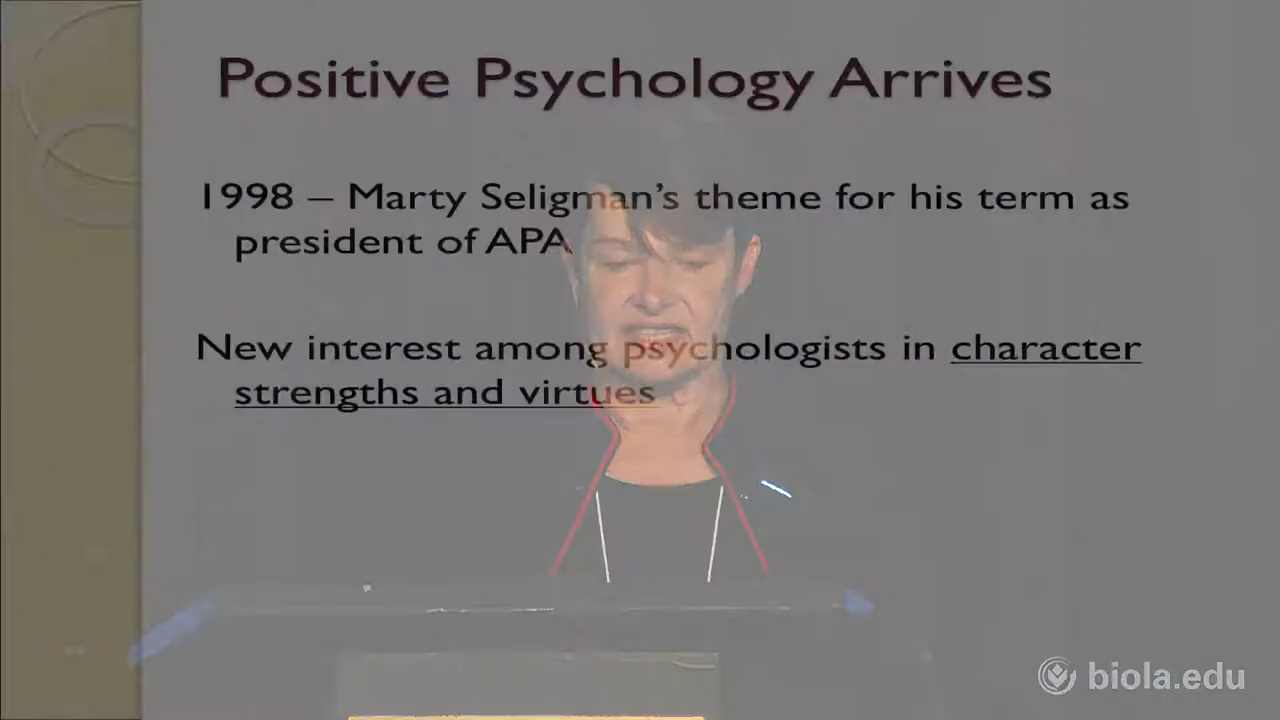 Positive Psychology Arrives
1998 – Marty Seligman's theme for his term as
president of APA
New interest among psychologists in character
strengths and virtues
biola.edu